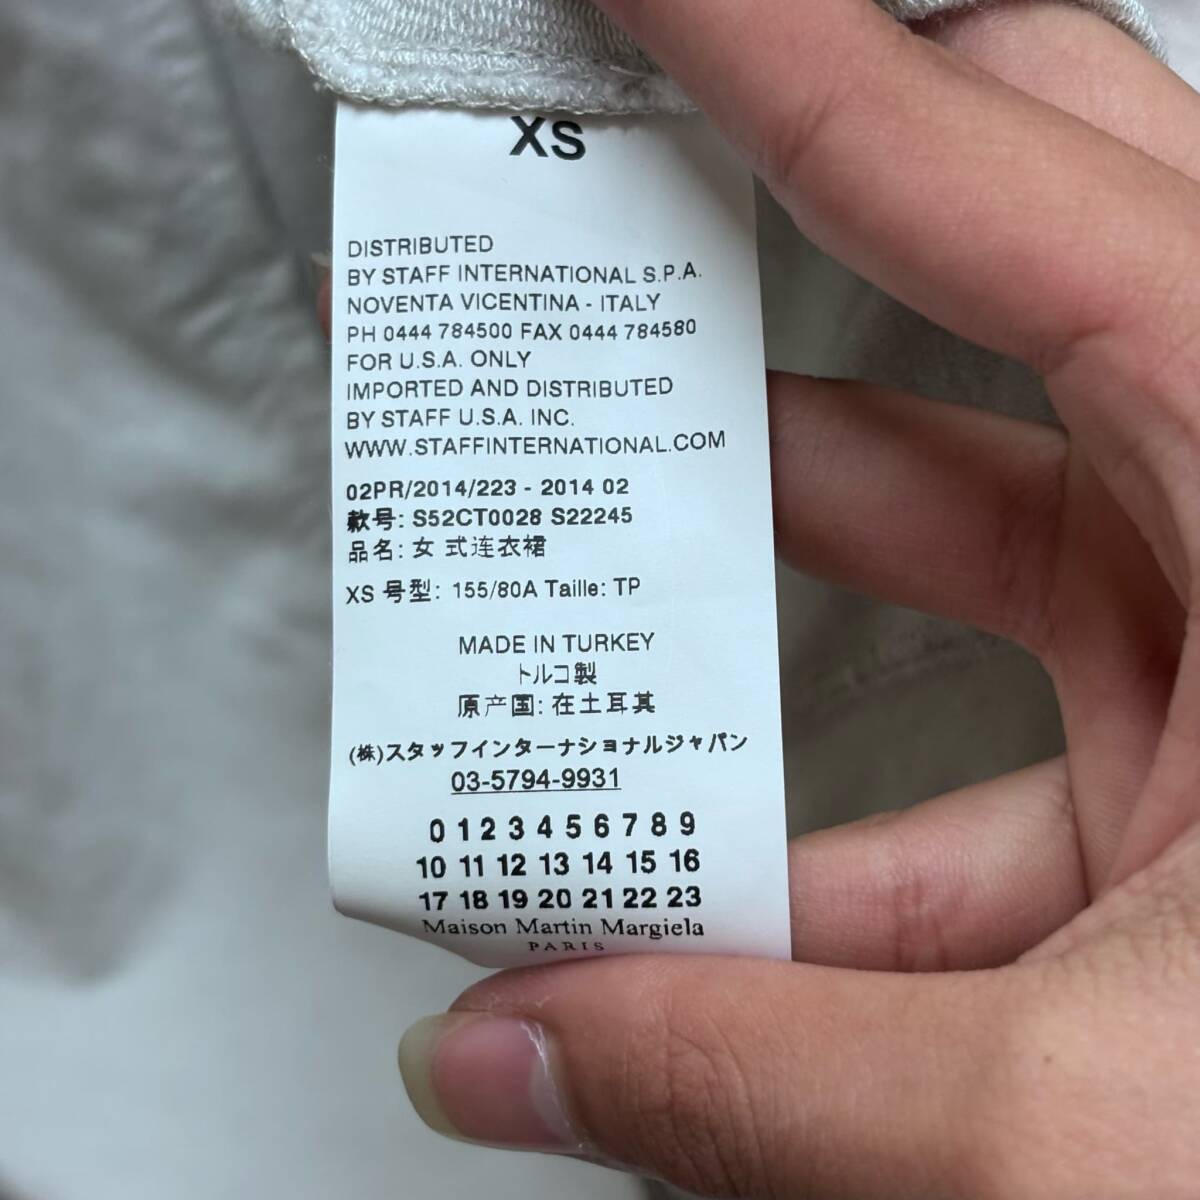 XS
DISTRIBUTED
BY STAFF INTERNATIONAL S.P.A.
NOVENTA VICENTINA - ITALY
PH 0444 784500 FAX 0444 784580
FOR U.S.A. ONLY
IMPORTED AND DISTRIBUTED
BY STAFF U.S.A. INC.
WWW.STAFFINTERNATIONAL.COM
02PR/2014/223 - 2014 02
款号: S52CT0028 S22245
品名: 女 式连衣裙
XS 号型: 155/80A Taille: TP
MADE IN TURKEY
トルコ製
原产国: 在土耳其
(株)スタッフインターナショナルジャパン
03-5794-9931
0 1 2 3 4 5 6 7 8 9
10 11 12 13 14 15 16
17 18 19 20 21 22 23
Maison Martin Margiela
PARIS